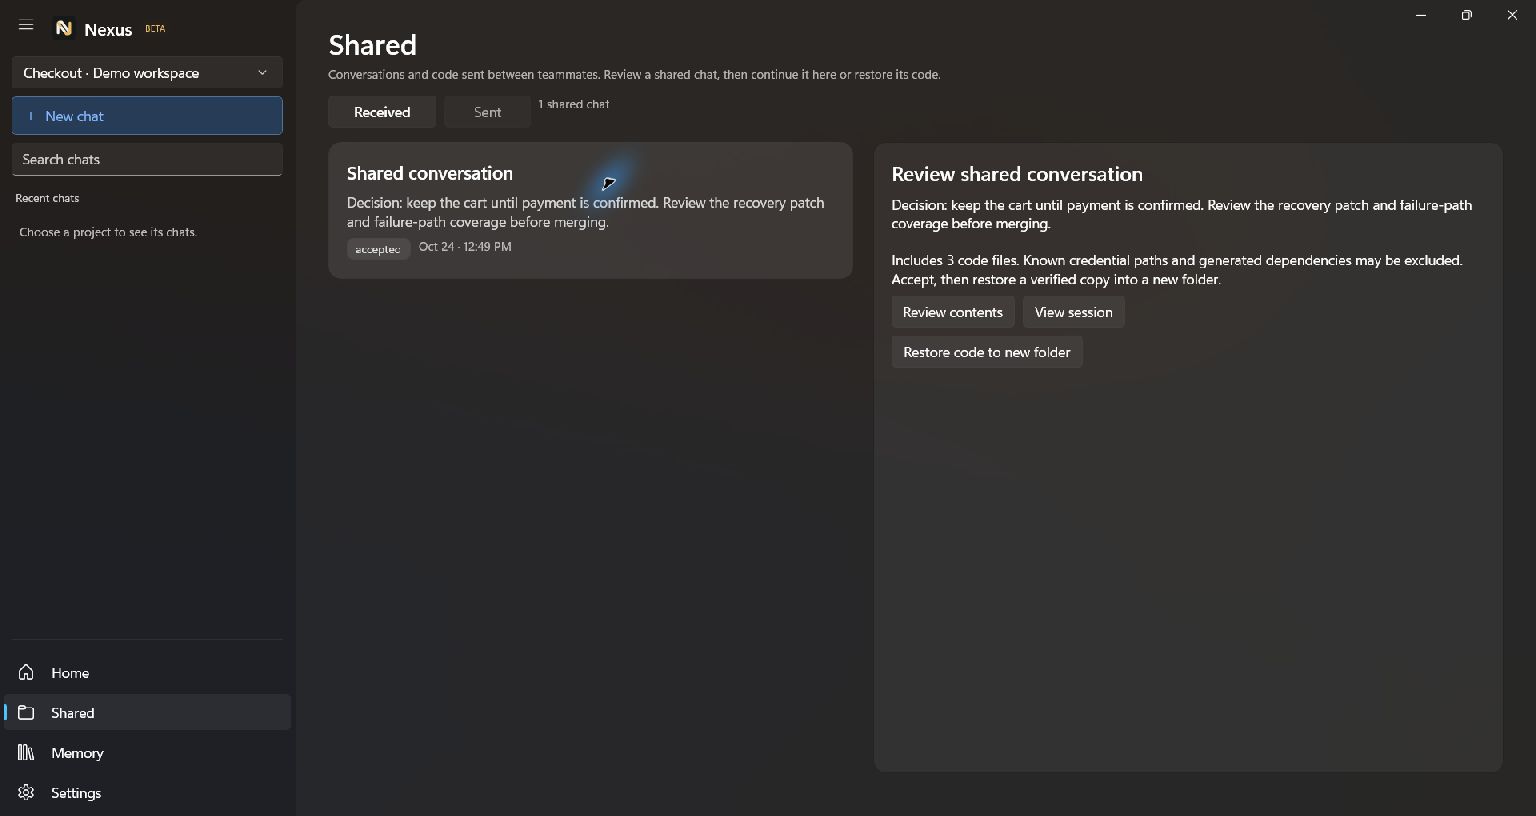 Nexus BETA
Checkout · Demo workspace
+ New chat
Search chats
Recent chats
Choose a project to see its chats.
Home
Shared
Memory
Settings
Shared
Conversations and code sent between teammates. Review a shared chat, then continue it here or restore its code.
Received Sent 1 shared chat
Shared conversation
Decision: keep the cart until payment is confirmed. Review the recovery patch
and failure-path coverage before merging.
accepted Oct 24 · 12:49 PM
Review shared conversation
Decision: keep the cart until payment is confirmed. Review the recovery patch and failure-path
coverage before merging.
Includes 3 code files. Known credential paths and generated dependencies may be excluded.
Accept, then restore a verified copy into a new folder.
Review contents View session
Restore code to new folder